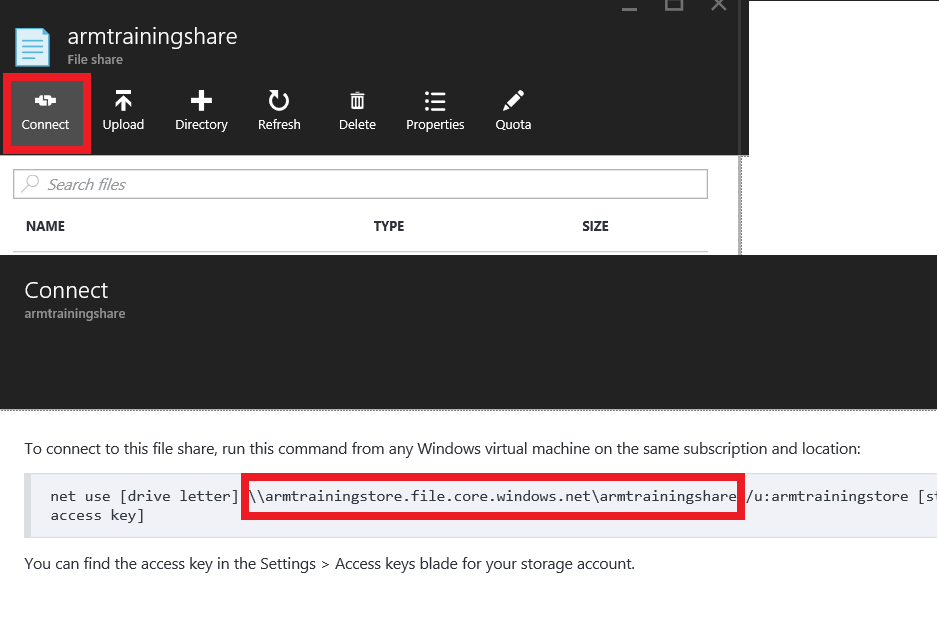 armtrainingshare
File share
Connect Upload Directory Refresh Delete Properties Quota
Search files
NAME TYPE SIZE
Connect
armtrainingshare
To connect to this file share, run this command from any Windows virtual machine on the same subscription and location:
net use [drive letter] \\armtrainingstore.file.core.windows.net\armtrainingshare /u:armtrainingstore
access key]
You can find the access key in the Settings > Access keys blade for your storage account.